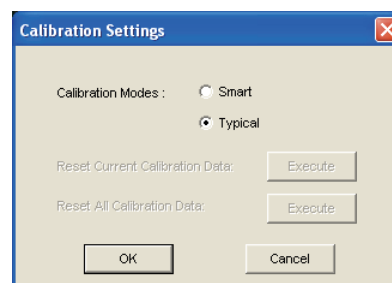 Calibration Settings
Calibration Modes : Smart
Typical
Reset Current Calibration Data: Execute
Reset All Calibration Data: Execute
OK Cancel